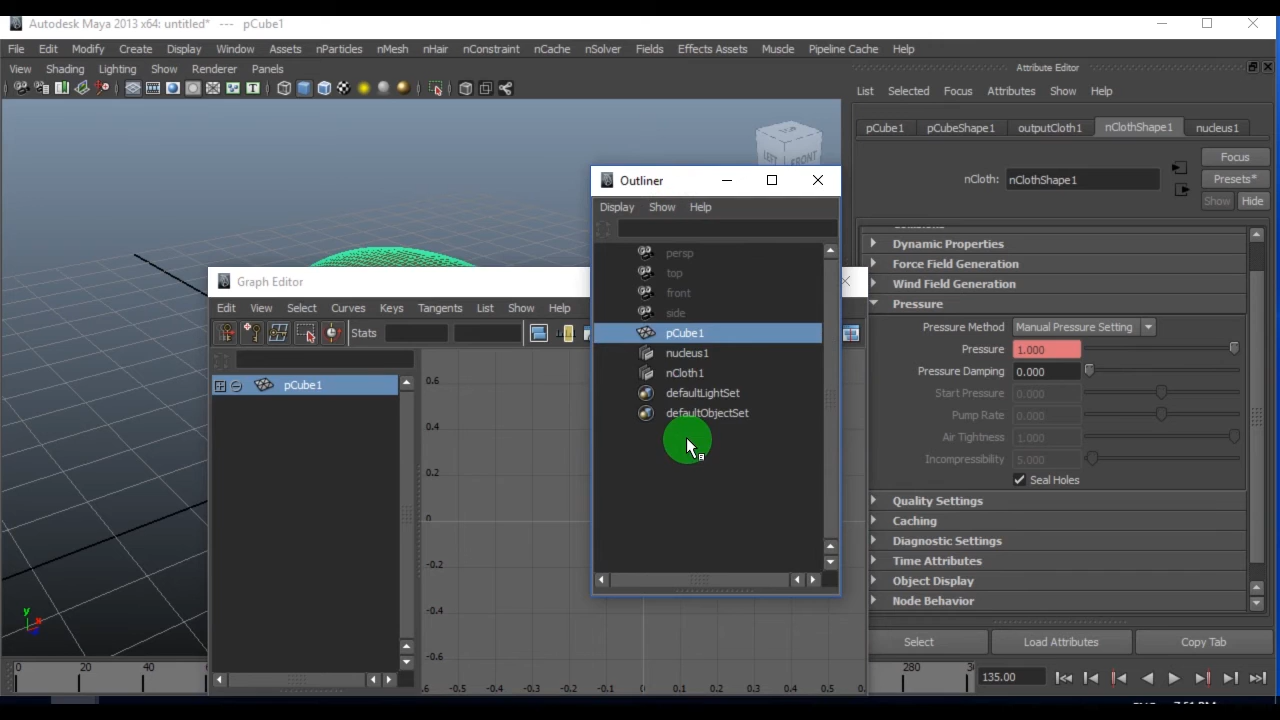 Autodesk Maya 2013 x64: untitled* --- pCube1
File Edit Modify Create Display Window Assets nParticles nMesh nHair nConstraint nCache nSolver Fields Effects Assets Muscle Pipeline Cache Help
View Shading Lighting Show Renderer Panels
Attribute Editor
List Selected Focus Attributes Show Help
pCube1 pCubeShape1 outputCloth1 nClothShape1 nucleus1
Focus
nCloth: nClothShape1
Presets*
Show Hide
LEFT FRONT
Outliner
Display Show Help
persp
top
front
side
pCube1
nucleus1
nCloth1
defaultLightSet
defaultObjectSet
Graph Editor
Edit View Select Curves Keys Tangents List Show Help
Stats
pCube1
0.6
0.4
0.2
0
-0.2
-0.4
-0.6
-0.5 -0.4 -0.3 -0.2 -0.1 0 0.1 0.2 0.3 0.4 0.5
Dynamic Properties
Force Field Generation
Wind Field Generation
Pressure
Pressure Method Manual Pressure Setting
Pressure 1.000
Pressure Damping 0.000
Start Pressure 0.000
Pump Rate 0.000
Air Tightness 1.000
Incompressibility 5.000
Seal Holes
Quality Settings
Caching
Diagnostic Settings
Time Attributes
Object Display
Node Behavior
Select Load Attributes Copy Tab
0 20 40 280
135.00
y